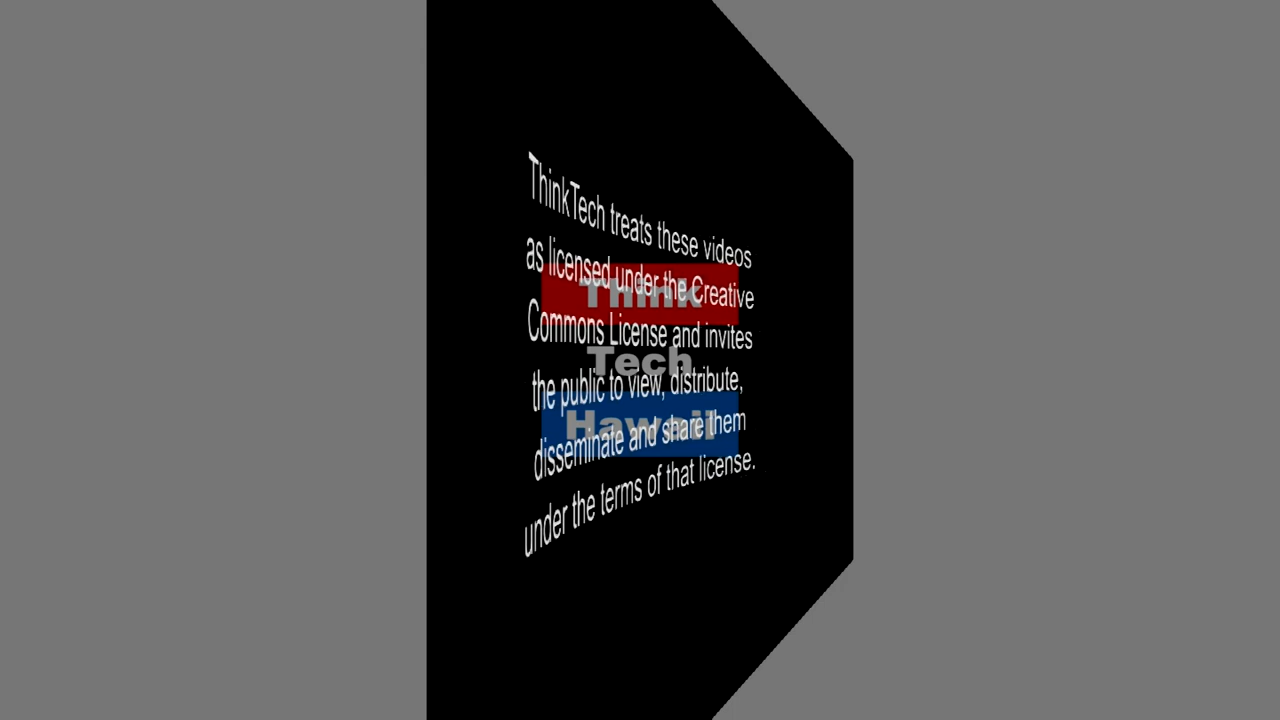 ThinkTech treats these videos
as licensed under the Creative
Commons License and invites
the public to view, distribute,
disseminate and share them
under the terms of that license.
Think
Tech
Hawaii